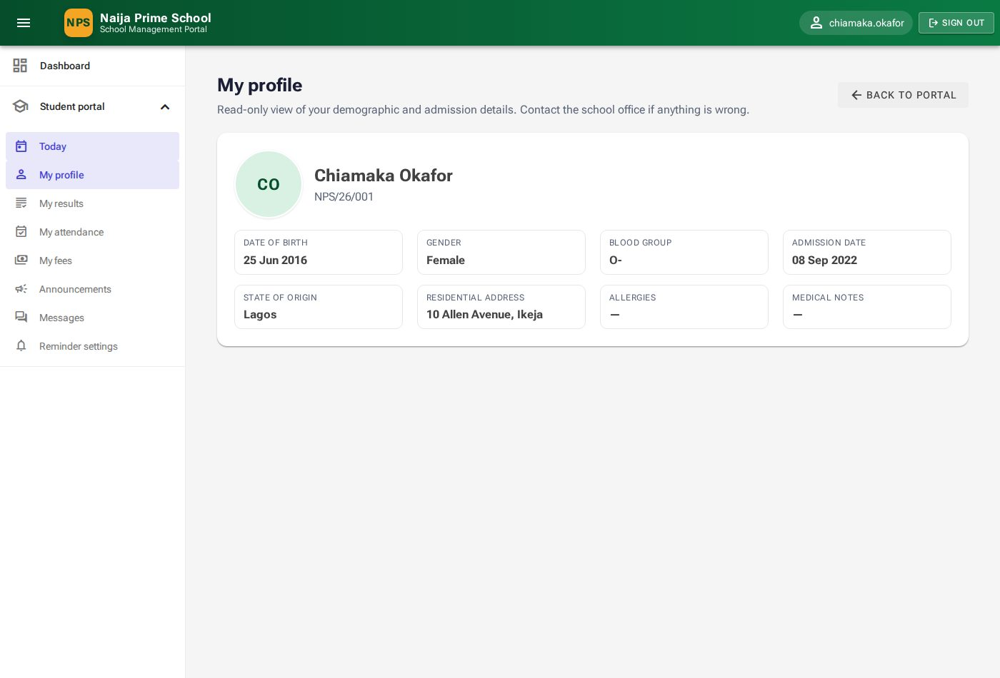 NPS
Naija Prime School
School Management Portal
chiamaka.okafor
SIGN OUT
Dashboard
Student portal
Today
My profile
My results
My attendance
My fees
Announcements
Messages
Reminder settings
My profile
Read-only view of your demographic and admission details. Contact the school office if anything is wrong.
BACK TO PORTAL
CO
Chiamaka Okafor
NPS/26/001
DATE OF BIRTH
25 Jun 2016
GENDER
Female
BLOOD GROUP
O-
ADMISSION DATE
08 Sep 2022
STATE OF ORIGIN
Lagos
RESIDENTIAL ADDRESS
10 Allen Avenue, Ikeja
ALLERGIES
—
MEDICAL NOTES
—